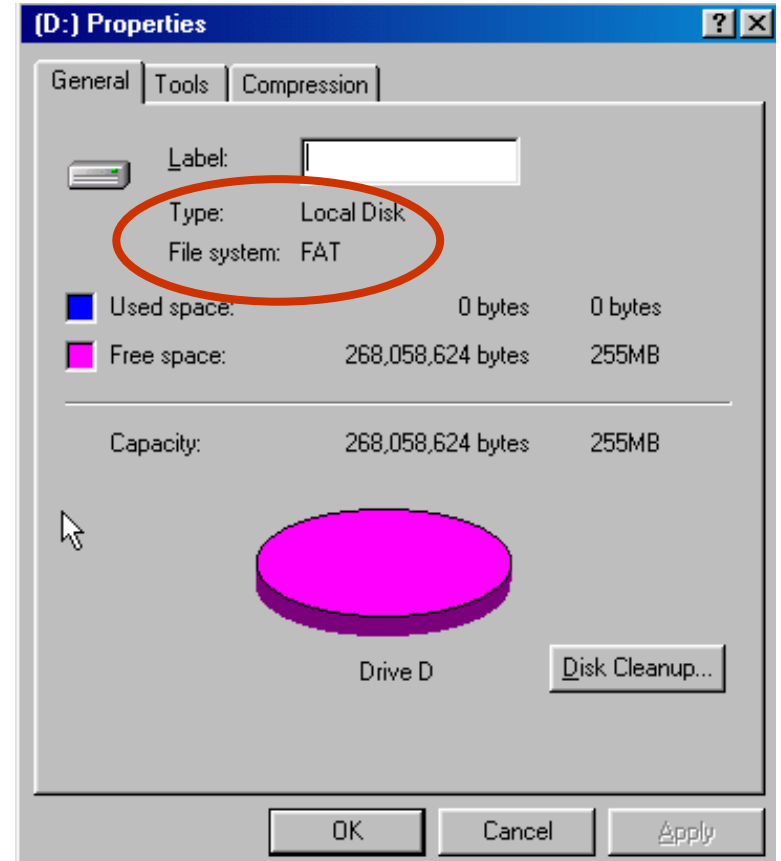 (D:) Properties ? X
General Tools Compression
Label:
Type: Local Disk
File system: FAT
Used space: 0 bytes 0 bytes
Free space: 268,058,624 bytes 255MB
Capacity: 268,058,624 bytes 255MB
Drive D
Disk Cleanup...
OK Cancel Apply